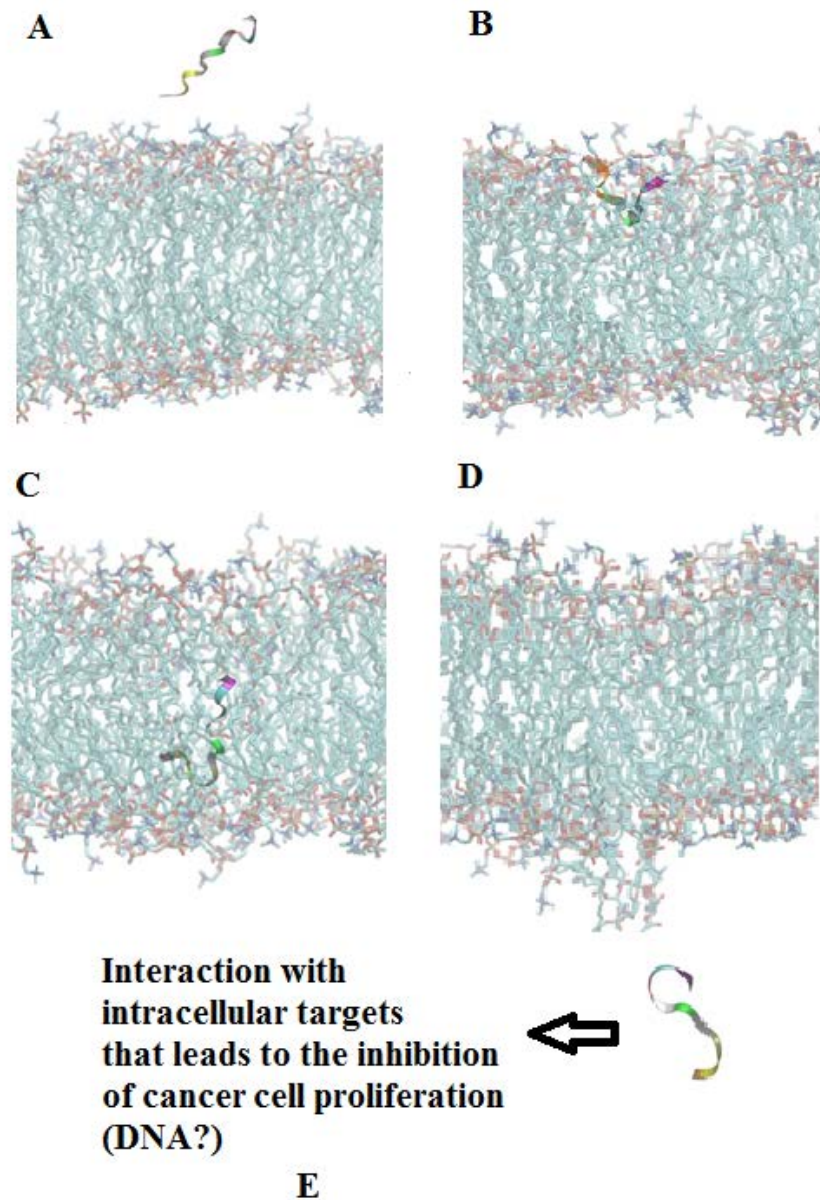 A
B
C
D
Interaction with
intracellular targets
that leads to the inhibition
of cancer cell proliferation
(DNA?)
E